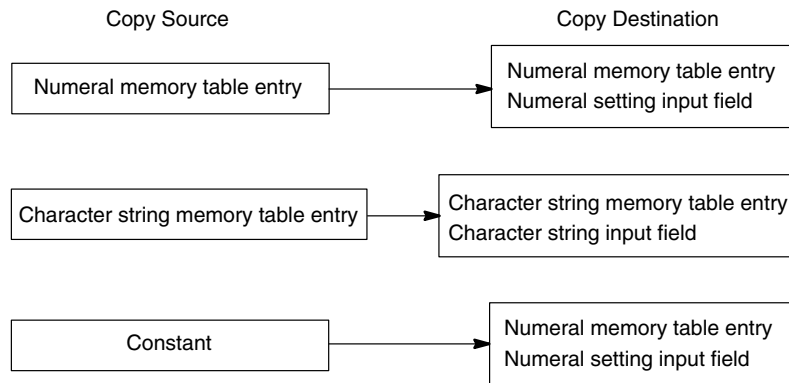 Copy Source
Copy Destination
Numeral memory table entry
Numeral memory table entry
Numeral setting input field
Character string memory table entry
Character string memory table entry
Character string input field
Constant
Numeral memory table entry
Numeral setting input field